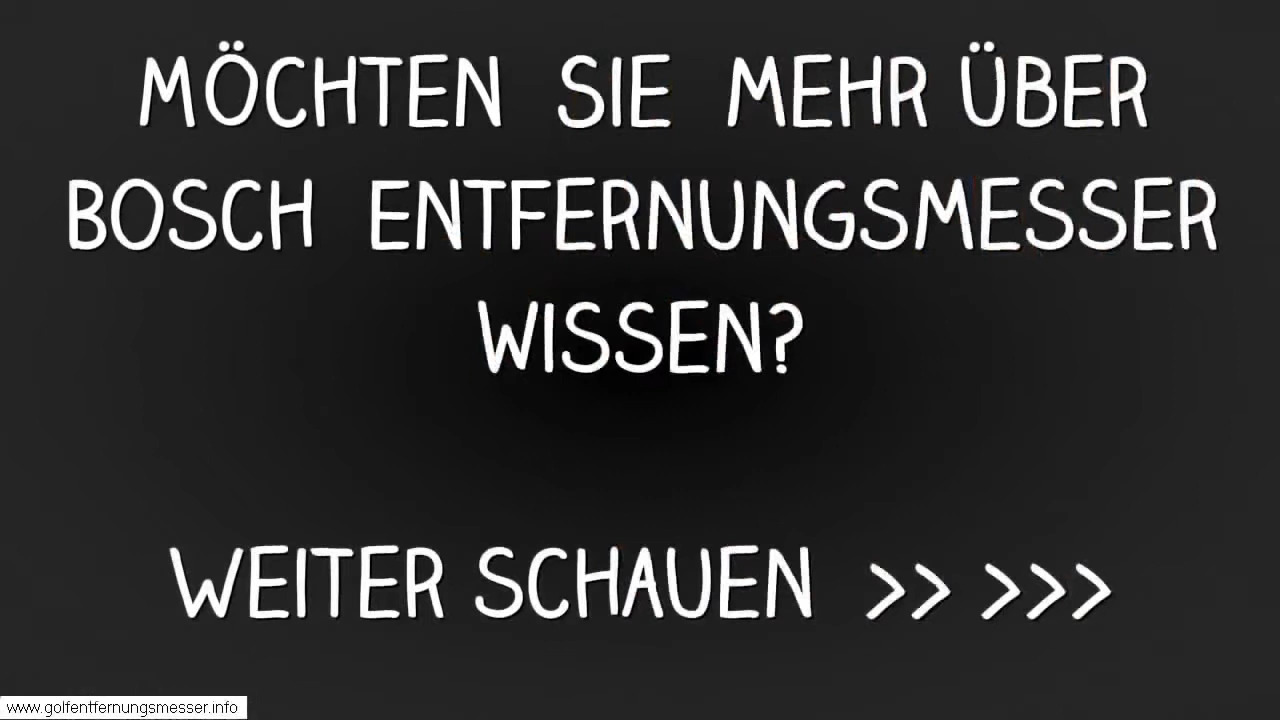 MÖCHTEN SIE MEHR ÜBER
BOSCH ENTFERNUNGSMESSER
WISSEN?
WEITER SCHAUEN >> >>>
www.golfentfernungsmesser.info